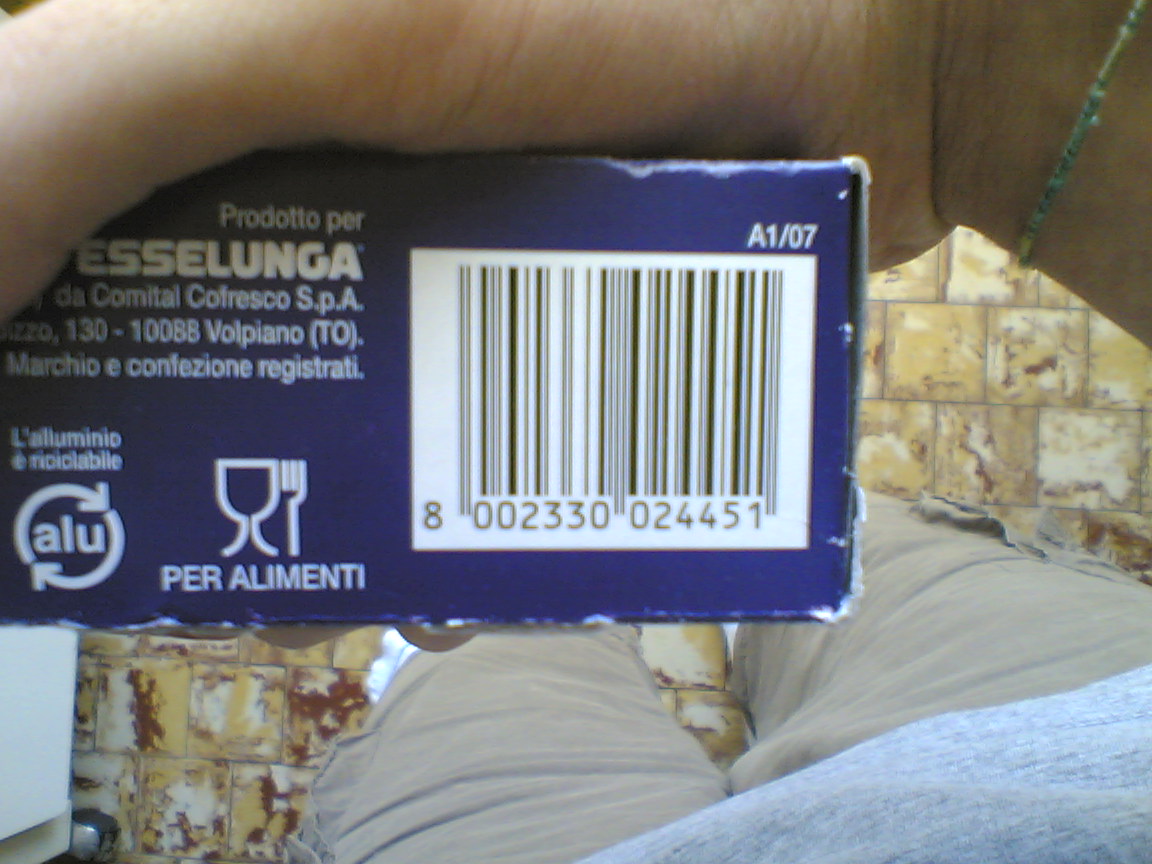 Prodotto per
ESSELUNGA
da Comital Cofresco S.p.A.
130 - 10088 Volpiano (TO).
Marchio e confezione registrati.
L'alluminio
è riciclabile
alu
PER ALIMENTI
A1/07
8 002330 024451